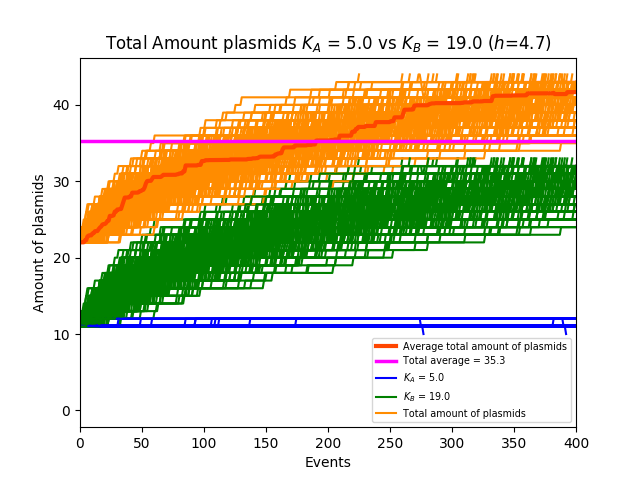 Total Amount plasmids K_A = 5.0 vs K_B = 19.0 (h=4.7)
Amount of plasmids
40
30
20
10
0
0 50 100 150 200 250 300 350 400
Events
Average total amount of plasmids
Total average = 35.3
K_A = 5.0
K_B = 19.0
Total amount of plasmids